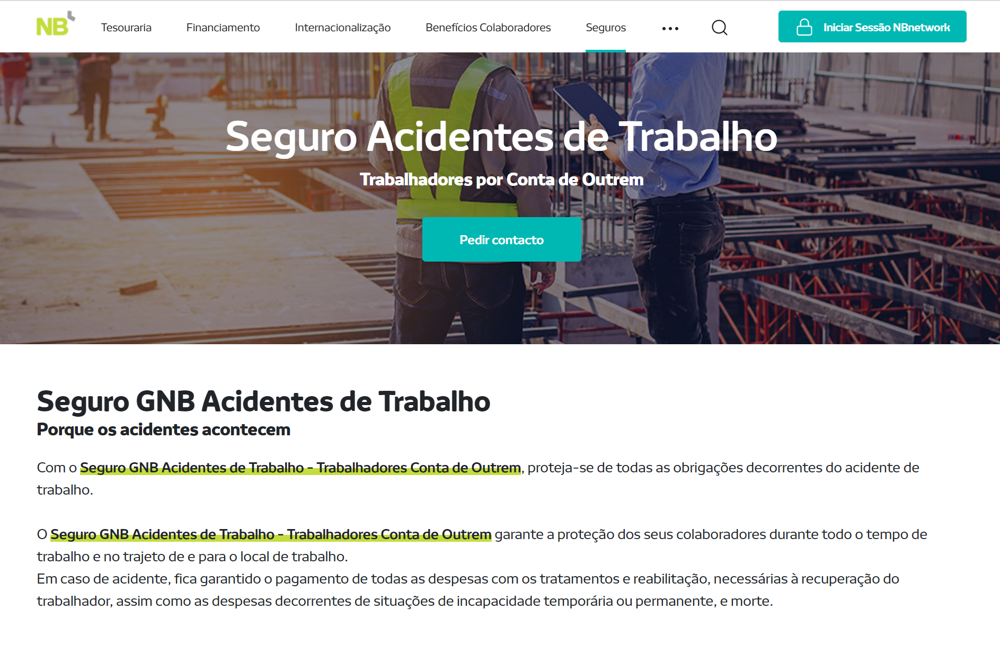 NB
Tesouraria
Financiamento
Internacionalização
Benefícios Colaboradores
Seguros
Iniciar Sessão NBnetwork
Seguro Acidentes de Trabalho
Trabalhadores por Conta de Outrem
Pedir contacto
Seguro GNB Acidentes de Trabalho
Porque os acidentes acontecem
Com o Seguro GNB Acidentes de Trabalho - Trabalhadores Conta de Outrem, proteja-se de todas as obrigações decorrentes do acidente de
trabalho.
O Seguro GNB Acidentes de Trabalho - Trabalhadores Conta de Outrem garante a proteção dos seus colaboradores durante todo o tempo de
trabalho e no trajeto de e para o local de trabalho.
Em caso de acidente, fica garantido o pagamento de todas as despesas com os tratamentos e reabilitação, necessárias à recuperação do
trabalhador, assim como as despesas decorrentes de situações de incapacidade temporária ou permanente, e morte.